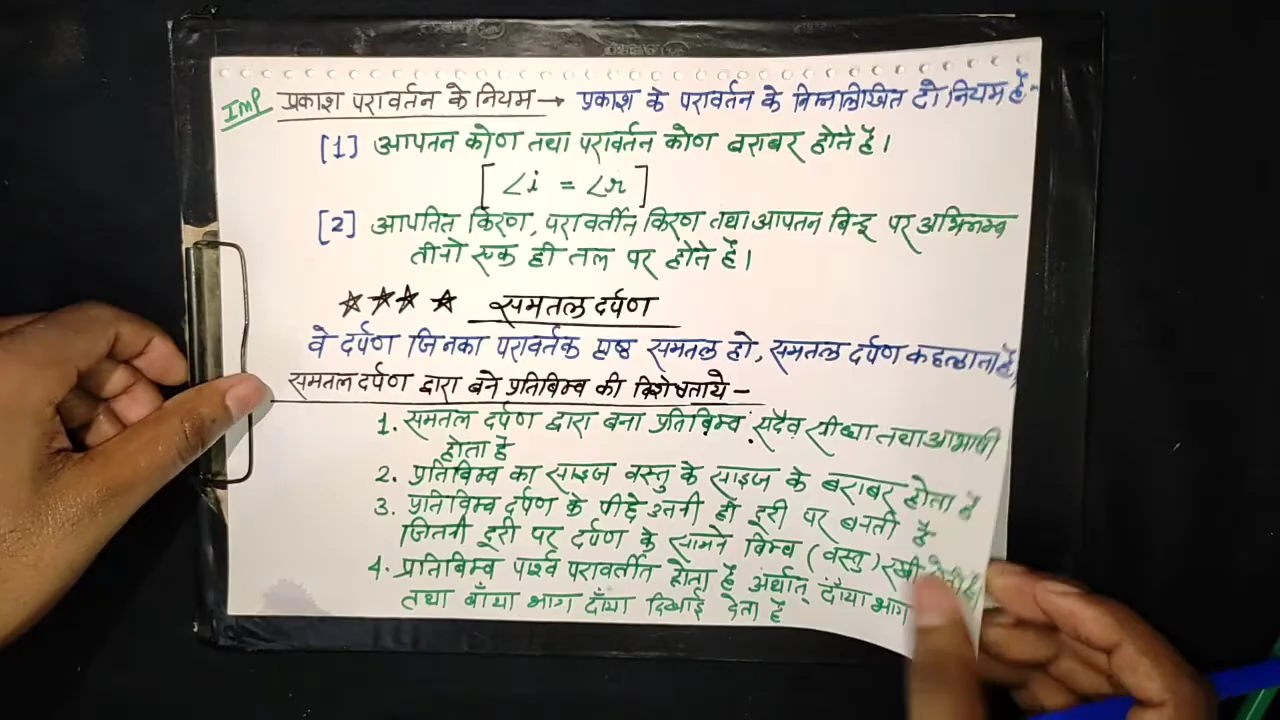 IMP प्रकाश परावर्तन के नियम → प्रकाश के परावर्तन के निम्नलिखित दो नियम हैं-
[1] आपतन कोण तथा परावर्तन कोण बराबर होते हैं।
[ ∠i = ∠r ]
[2] आपतित किरण, परावर्तीत किरण तथा आपतन बिन्दु पर अभिलम्ब
तीनो एक ही तल पर होते हैं।
☆ ☆ ☆ ☆ समतल दर्पण
वे दर्पण जिनका परावर्तक पृष्ठ समतल हो, समतल दर्पण कहलाता है।
समतल दर्पण द्वारा बने प्रतिबिम्ब की विशेषताये -
1. समतल दर्पण द्वारा बना प्रतिबिम्ब सदैव सीधा तथा आभासी
होता है
2. प्रतिबिम्ब का साइज वस्तु के साइज के बराबर होता है
3. प्रतिबिम्ब दर्पण के पीछे उतनी ही दूरी पर बनती है
जितनी दूरी पर दर्पण के सामने बिम्ब (वस्तु) रखी
4. प्रतिबिम्ब पार्श्व परावर्तीत होता है अर्थात् दाँया भाग
तथा बाँया भाग दाँया दिखाई देता है